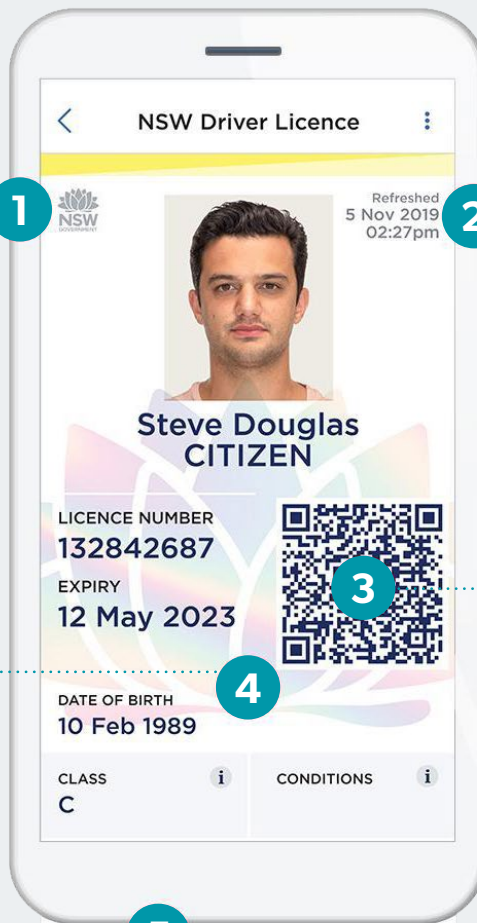 NSW Driver Licence
1
NSW
GOVERNMENT
Refreshed
5 Nov 2019
02:27pm
2
Steve Douglas
CITIZEN
LICENCE NUMBER
132842687
EXPIRY
12 May 2023
3
4
DATE OF BIRTH
10 Feb 1989
CLASS
i
C
CONDITIONS
i